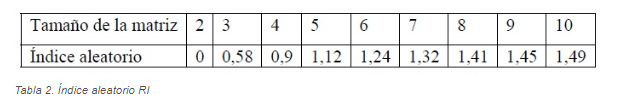 Tamaño de la matriz 2 3 4 5 6 7 8 9 10
Índice aleatorio 0 0,58 0,9 1,12 1,24 1,32 1,41 1,45 1,49
Tabla 2. Índice aleatorio RI